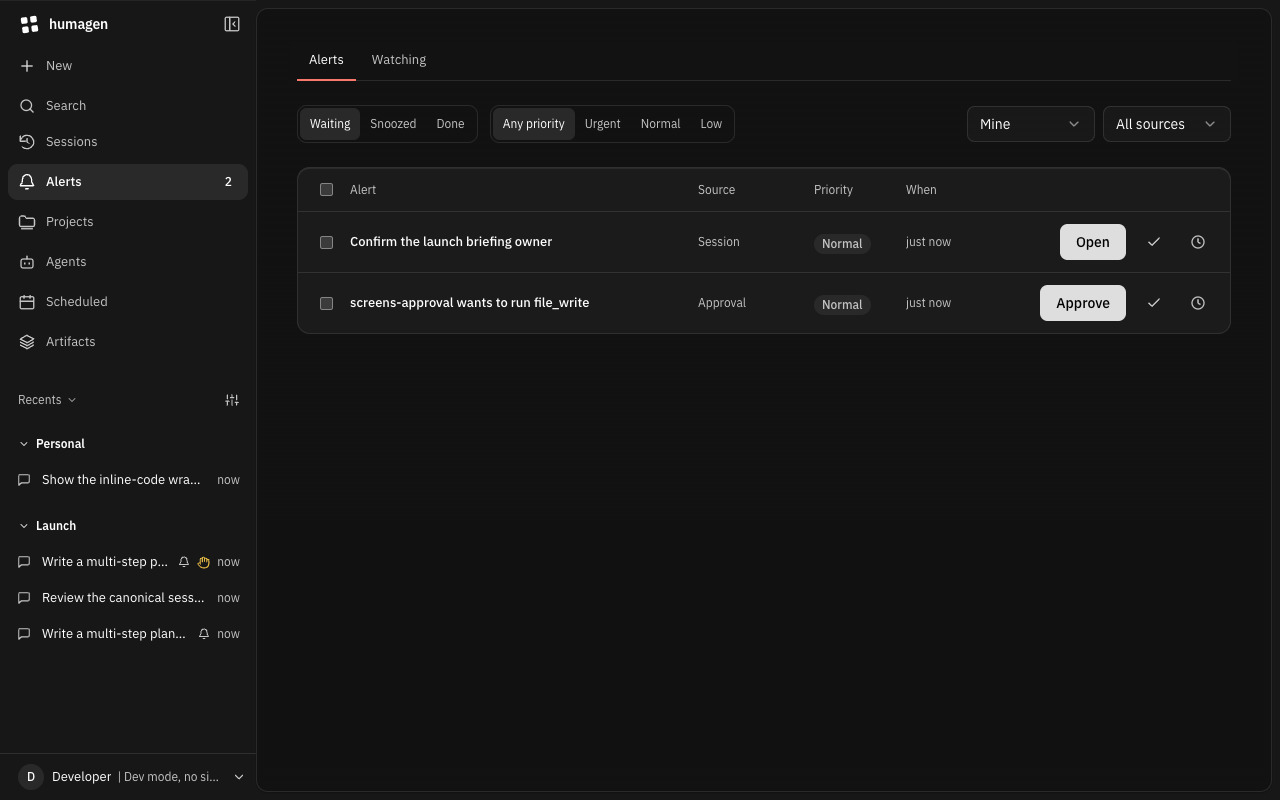 humagen
New
Search
Sessions
Alerts 2
Projects
Agents
Scheduled
Artifacts
Recents
Personal
Show the inline-code wra... now
Launch
Write a multi-step p... now
Review the canonical sess... now
Write a multi-step plan... now
D Developer | Dev mode, no si...
Alerts Watching
Waiting Snoozed Done Any priority Urgent Normal Low Mine All sources
Alert Source Priority When
Confirm the launch briefing owner Session Normal just now Open
screens-approval wants to run file_write Approval Normal just now Approve